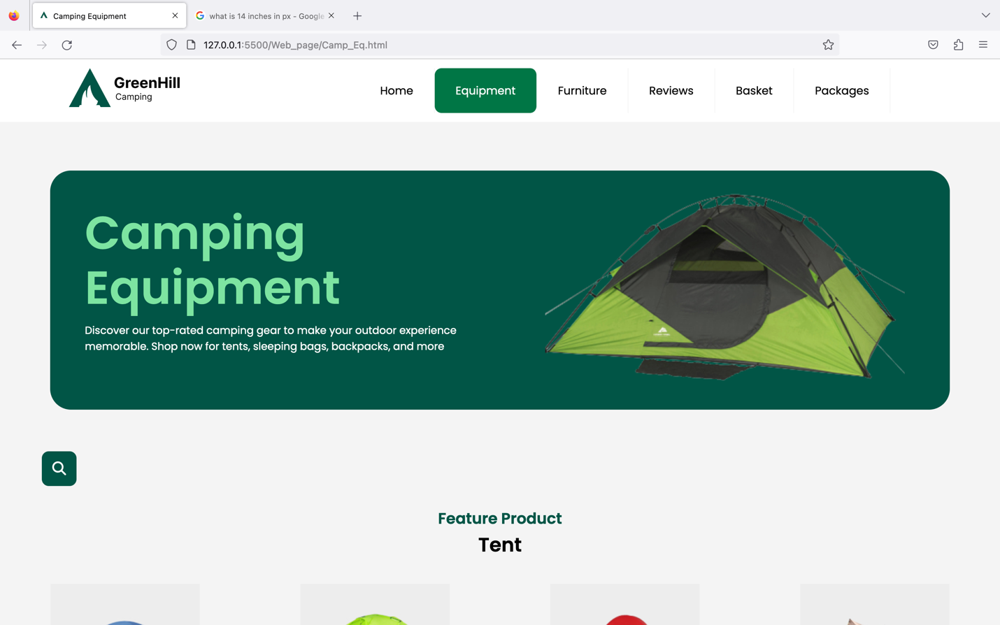 Camping Equipment
what is 14 inches in px - Google
127.0.0.1:5500/Web_page/Camp_Eq.html
GreenHill
Camping
Home
Equipment
Furniture
Reviews
Basket
Packages
Camping
Equipment
Discover our top-rated camping gear to make your outdoor experience
memorable. Shop now for tents, sleeping bags, backpacks, and more
Feature Product
Tent